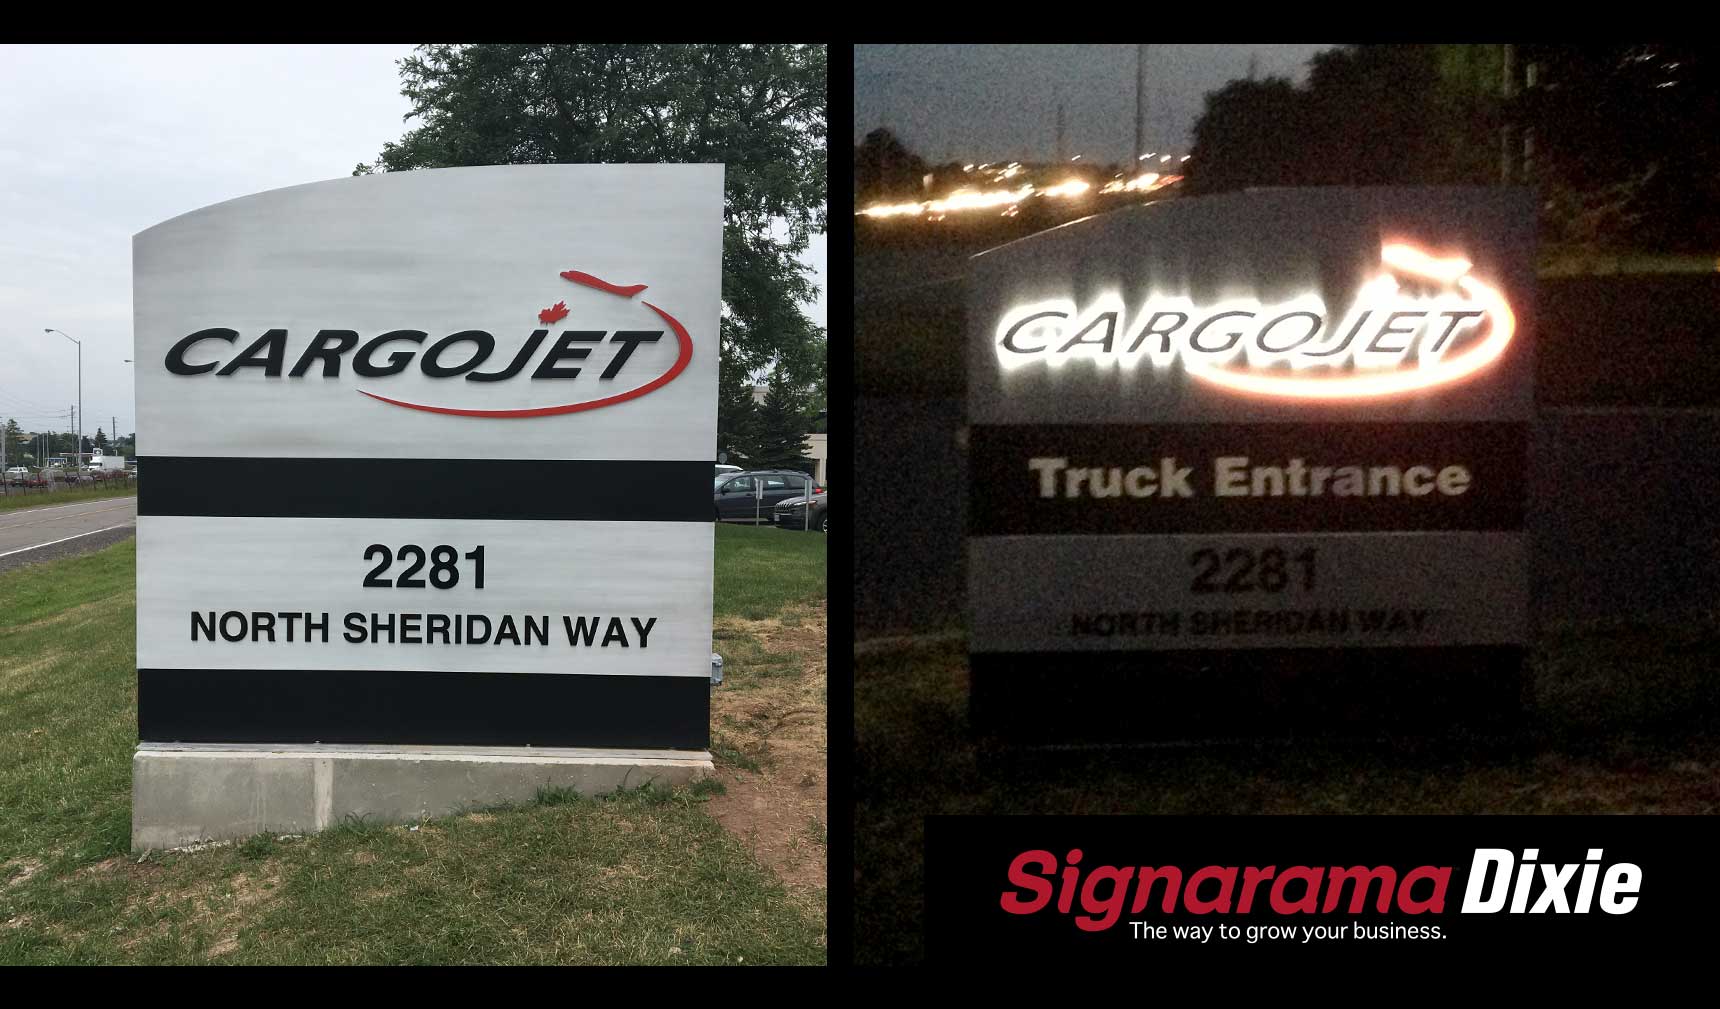 CARGOJET
2281
NORTH SHERIDAN WAY
CARGOJET
Truck Entrance
2281
NORTH SHERIDAN WAY
Signarama Dixie
The way to grow your business.